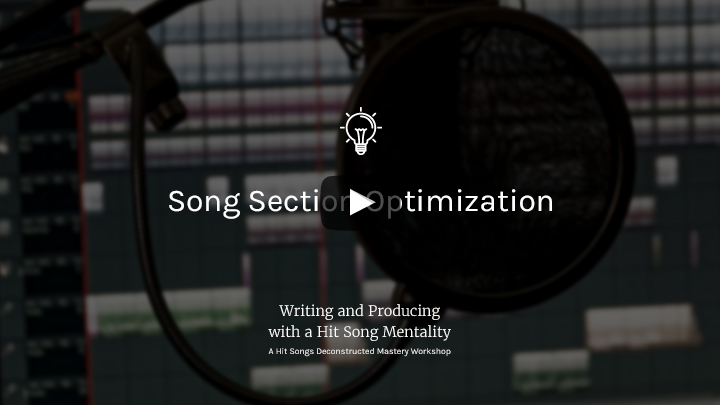 Song Section Optimization
Writing and Producing
with a Hit Song Mentality
A Hit Songs Deconstructed Mastery Workshop